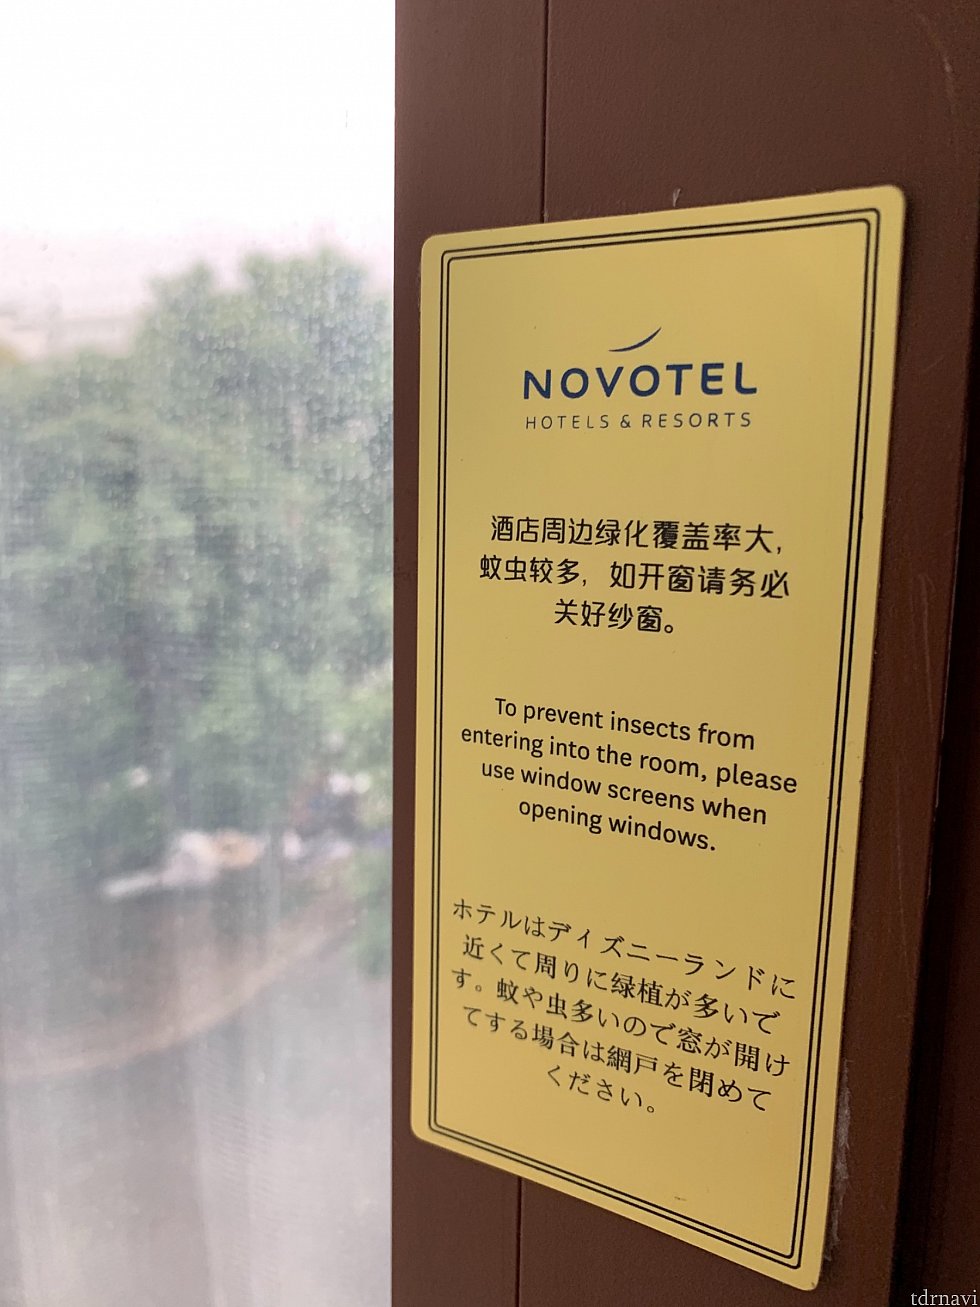 NOVOTEL
HOTELS & RESORTS
酒店周边绿化覆盖率大,
蚊虫较多, 如开窗请务必
关好纱窗。
To prevent insects from
entering into the room, please
use window screens when
opening windows.
ホテルはディズニーランドに
近くて周りに绿植が多いで
す。蚊や虫多いので窓が開け
てする場合は網戸を閉めて
ください。
tdrnavi